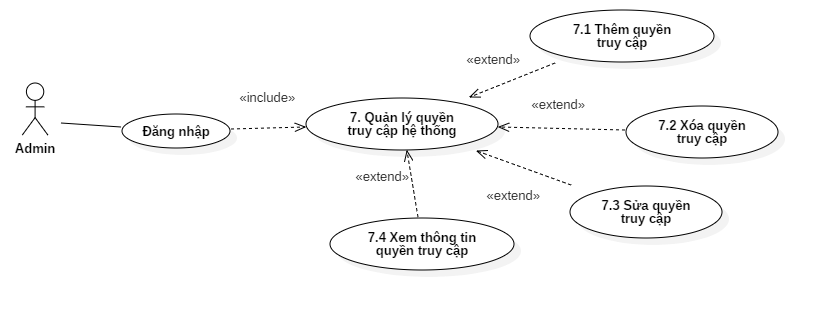 7.1 Thêm quyền
truy cập
«extend»
«include»
«extend»
Admin
Đăng nhập
7. Quản lý quyền
truy cập hệ thống
7.2 Xóa quyền
truy cập
«extend»
«extend»
7.3 Sửa quyền
truy cập
7.4 Xem thông tin
quyền truy cập